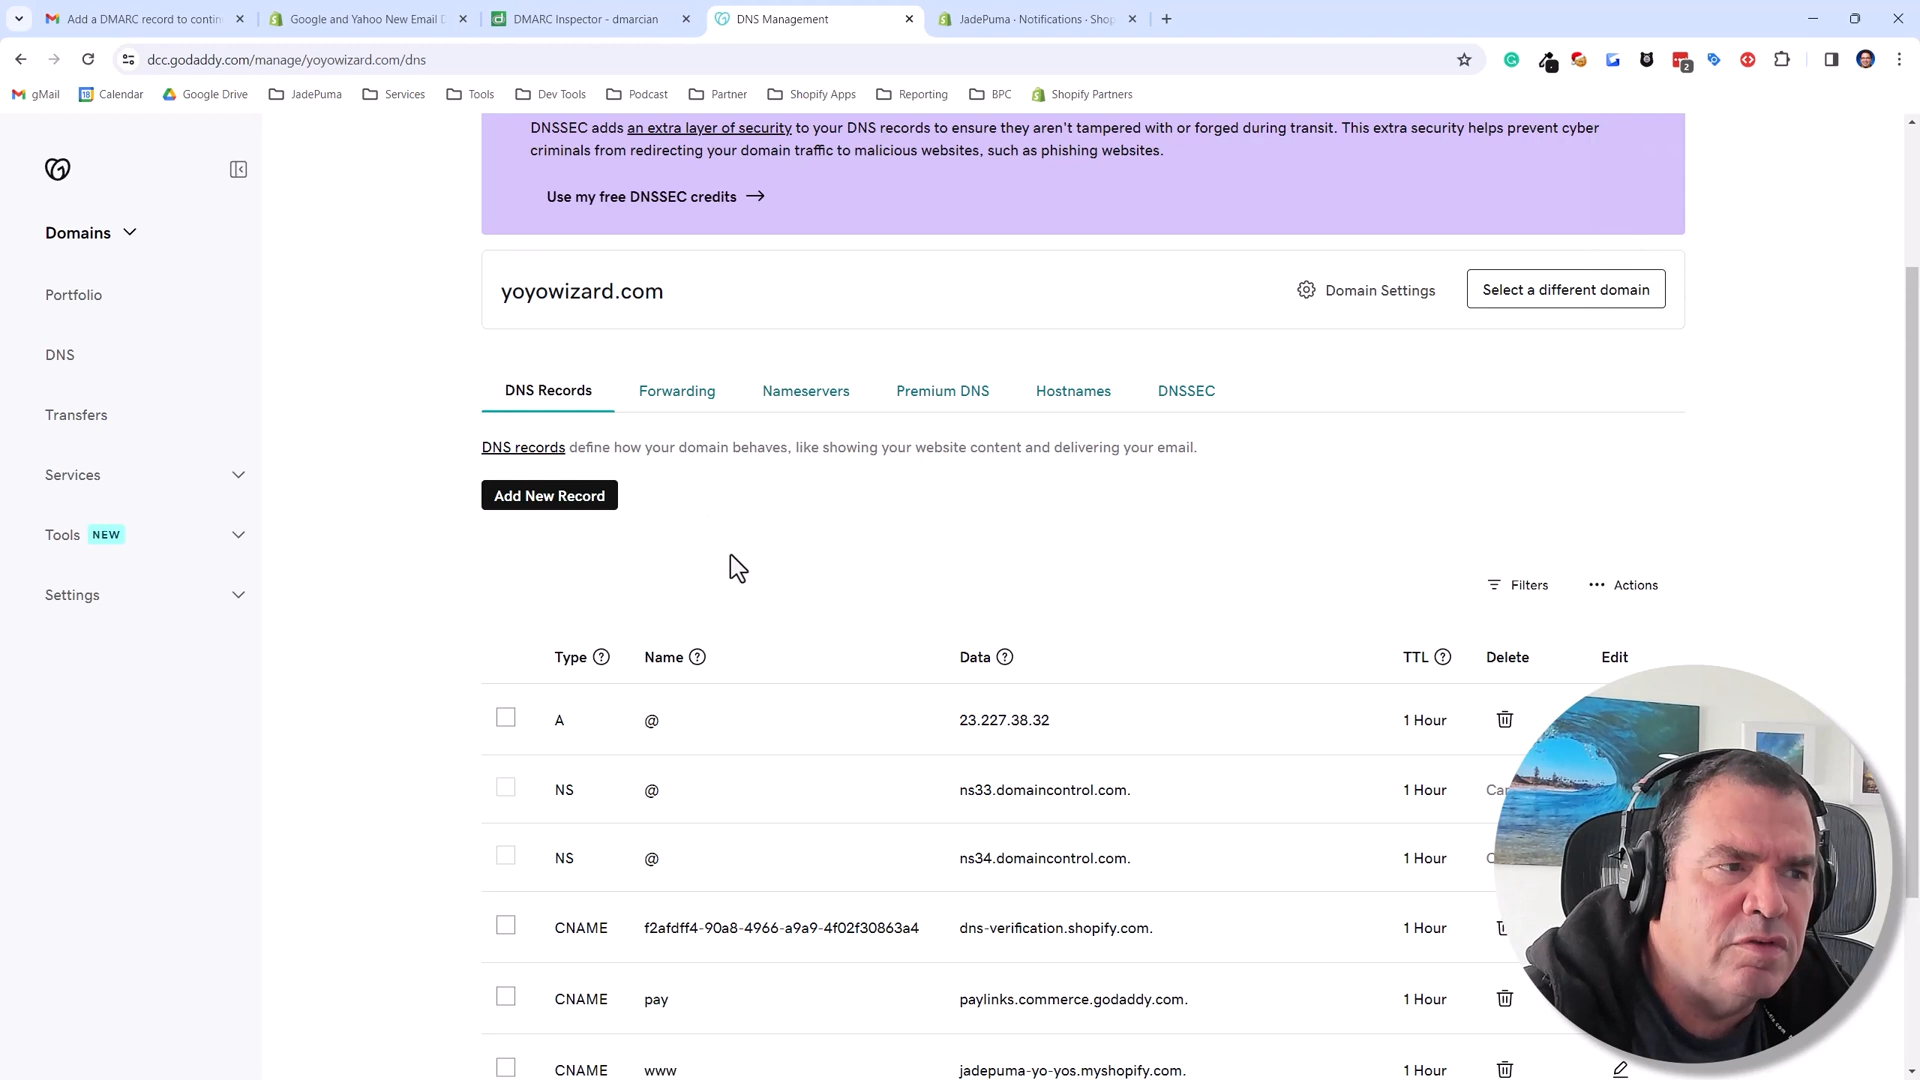 Add a DMARC record to contin
Google and Yahoo New Email D
DMARC Inspector - dmarcian
DNS Management
JadePuma · Notifications · Shop
dcc.godaddy.com/manage/yoyowizard.com/dns
2
gMail
Calendar
Google Drive
JadePuma
Services
Tools
Dev Tools
Podcast
Partner
Shopify Apps
Reporting
BPC
Shopify Partners
DNSSEC adds an extra layer of security to your DNS records to ensure they aren't tampered with or forged during transit. This extra security helps prevent cyber
criminals from redirecting your domain traffic to malicious websites, such as phishing websites.
Use my free DNSSEC credits →
Domains
Portfolio
DNS
Transfers
Services
Tools NEW
Settings
yoyowizard.com
Domain Settings
Select a different domain
DNS Records
Forwarding
Nameservers
Premium DNS
Hostnames
DNSSEC
DNS records define how your domain behaves, like showing your website content and delivering your email.
Add New Record
Filters
Actions
Type Name Data TTL Delete Edit
A @ 23.227.38.32 1 Hour
NS @ ns33.domaincontrol.com. 1 Hour
NS @ ns34.domaincontrol.com. 1 Hour
CNAME f2afdff4-90a8-4966-a9a9-4f02f30863a4 dns-verification.shopify.com. 1 Hour
CNAME pay paylinks.commerce.godaddy.com. 1 Hour
CNAME www jadepuma-yo-yos.myshopify.com. 1 Hour